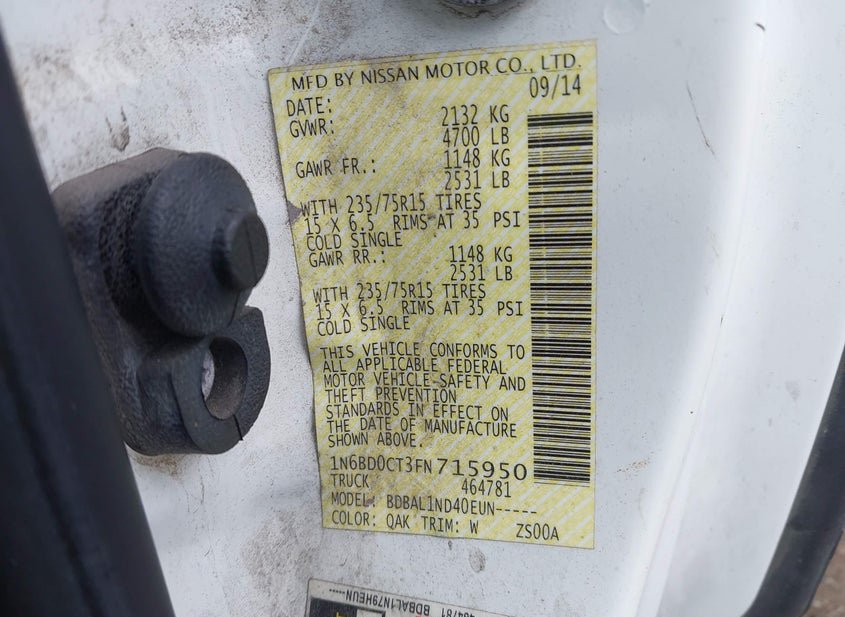 MFD BY NISSAN MOTOR CO., LTD.
DATE: 09/14
GVWR: 2132 KG
4700 LB
GAWR FR.: 1148 KG
2531 LB
WITH 235/75R15 TIRES
15 X 6.5 RIMS AT 35 PSI
COLD SINGLE
GAWR RR.: 1148 KG
2531 LB
WITH 235/75R15 TIRES
15 X 6.5 RIMS AT 35 PSI
COLD SINGLE
THIS VEHICLE CONFORMS TO
ALL APPLICABLE FEDERAL
MOTOR VEHICLE SAFETY AND
THEFT PREVENTION
STANDARDS IN EFFECT ON
THE DATE OF MANUFACTURE
SHOWN ABOVE.
1N6BD0CT3FN715950
TRUCK 464781
MODEL: BDBAL1ND40EUN-----
COLOR: QAK TRIM: W ZS00A
464781 BDBAL1N79HEUN-----